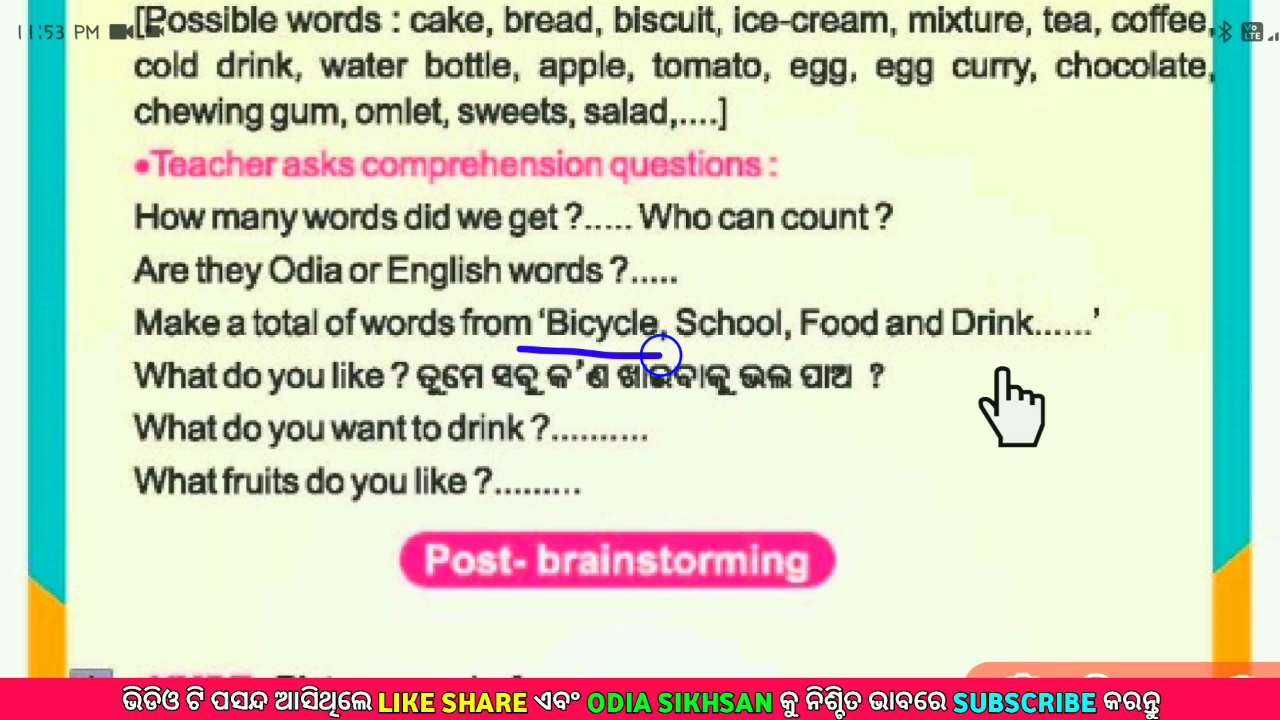 11:53 PM
[Possible words : cake, bread, biscuit, ice-cream, mixture, tea, coffee,
cold drink, water bottle, apple, tomato, egg, egg curry, chocolate,
chewing gum, omlet, sweets, salad,....]
•Teacher asks comprehension questions :
How many words did we get ?..... Who can count ?
Are they Odia or English words ?.....
Make a total of words from ‘Bicycle, School, Food and Drink......’
What do you like ? ତୁମେ ସବୁ କ’ଣ ଖାଇବାକୁ ଭଲ ପାଅ ?
What do you want to drink ?..........
What fruits do you like ?.........
Post- brainstorming
ଭିଡିଓ ଟି ପସନ୍ଦ ଆସିଥିଲେ LIKE SHARE ଏବଂ ODIA SIKHSAN କୁ ନିଶ୍ଚିତ ଭାବରେ SUBSCRIBE କରନ୍ତୁ